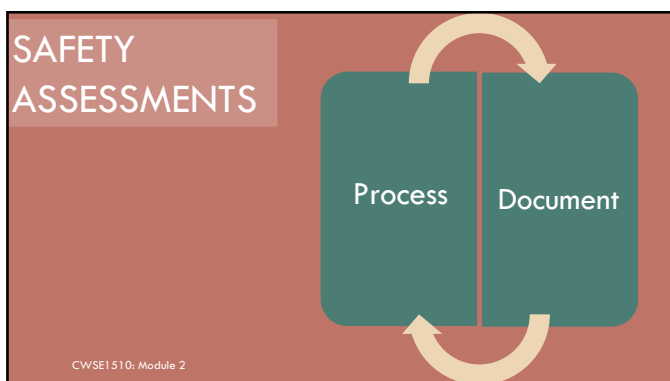 SAFETY
ASSESSMENTS
Process
Document
CWSE1510: Module 2